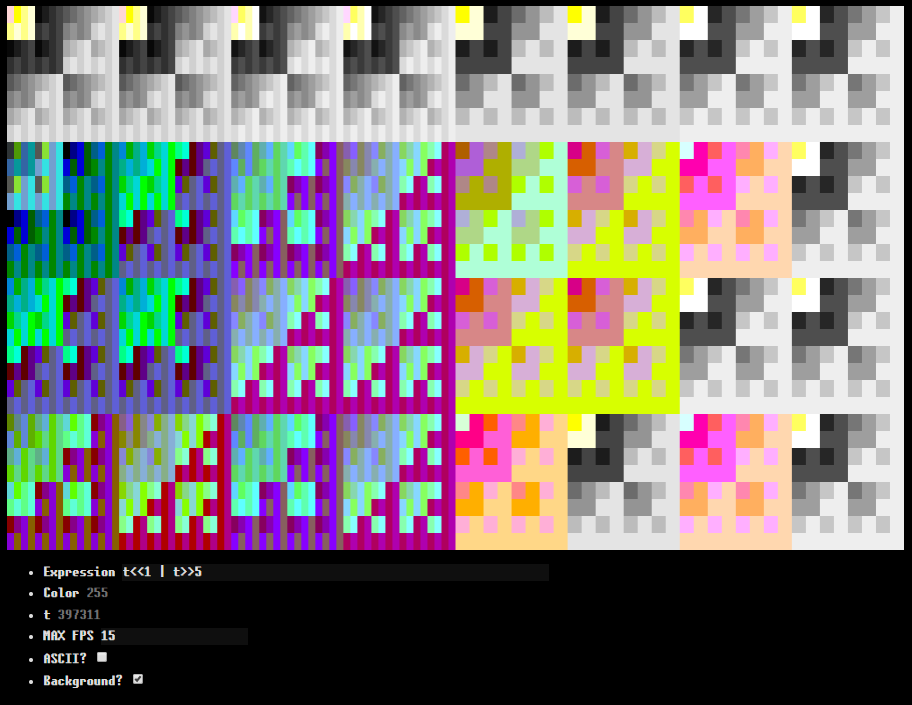 Expression t<<1 | t>>5
Color 255
t 397311
MAX FPS 15
ASCII?
Background?